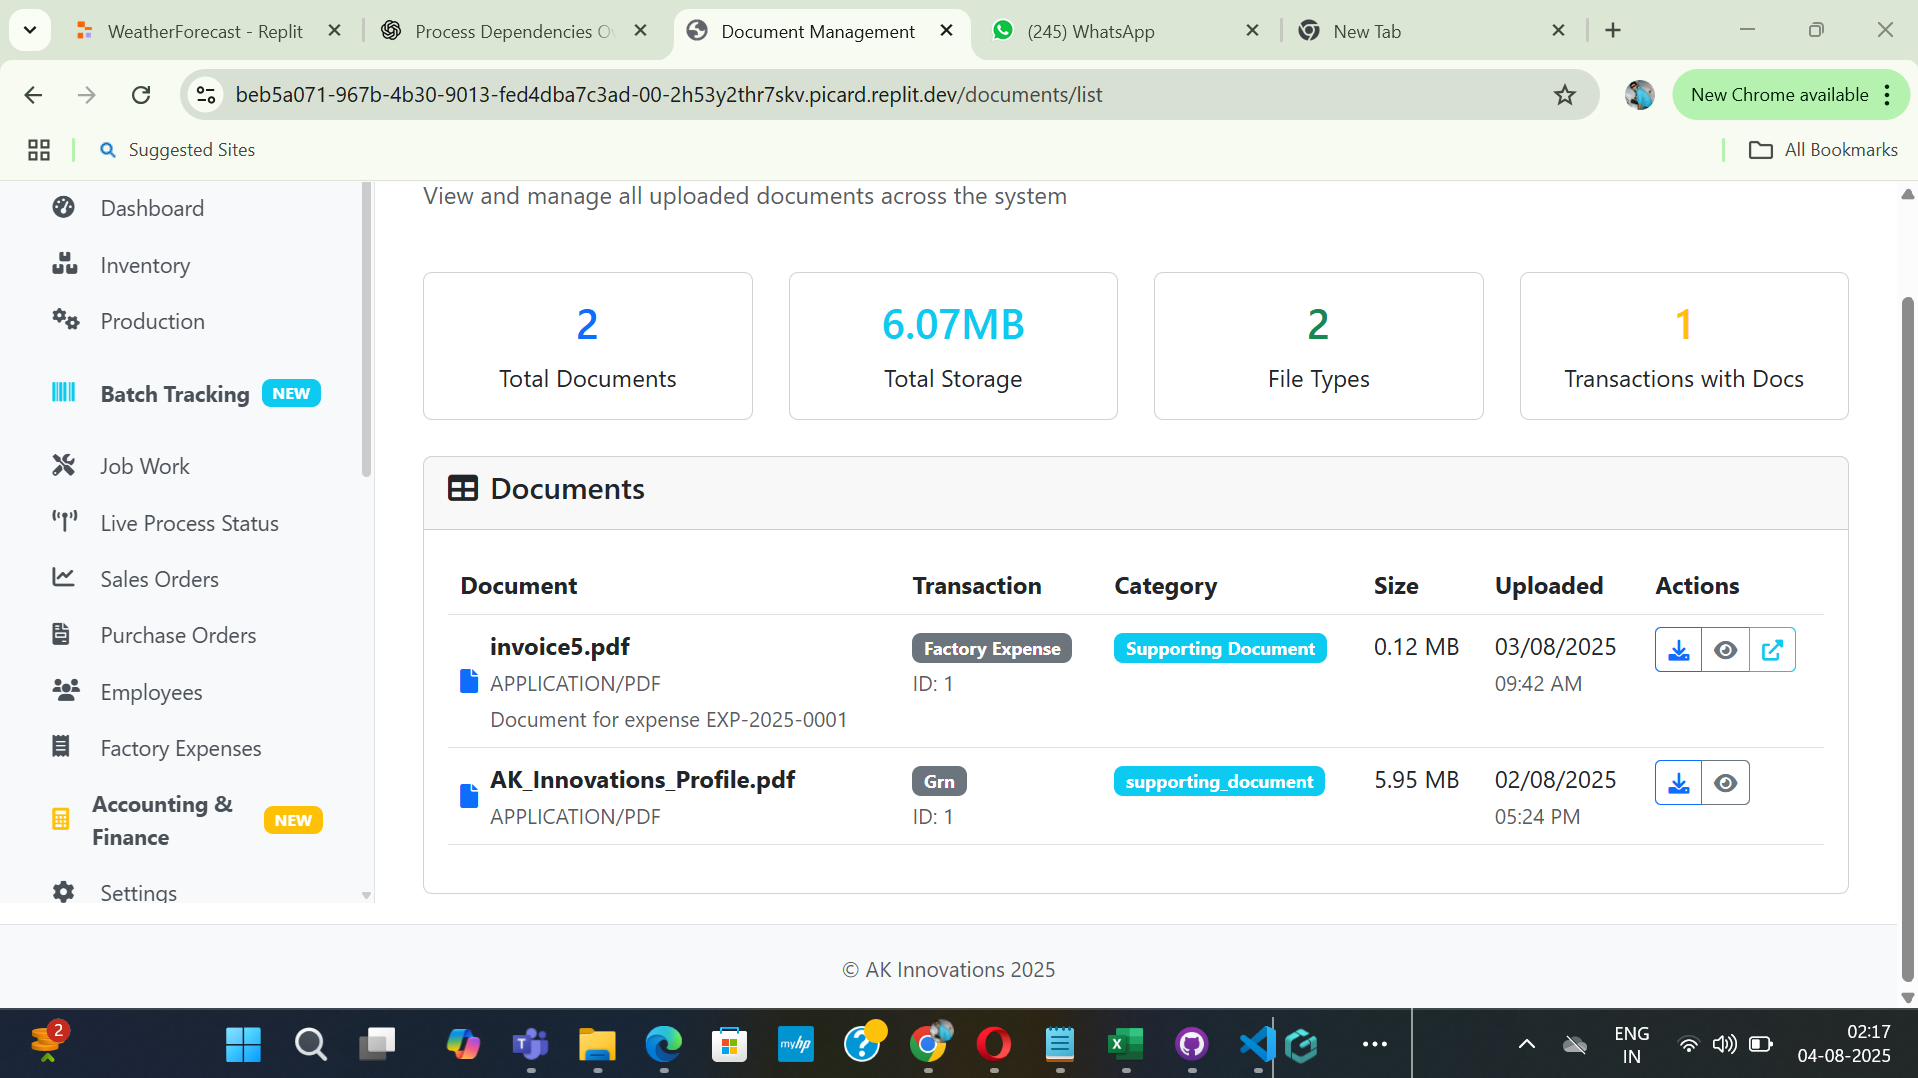 WeatherForecast - Replit
Process Dependencies
Document Management
(245) WhatsApp
New Tab
beb5a071-967b-4b30-9013-fed4dba7c3ad-00-2h53y2thr7skv.picard.replit.dev/documents/list
New Chrome available
Suggested Sites
All Bookmarks
Dashboard
Inventory
Production
Batch Tracking NEW
Job Work
Live Process Status
Sales Orders
Purchase Orders
Employees
Factory Expenses
Accounting &
Finance NEW
Settings
View and manage all uploaded documents across the system
2
Total Documents
6.07MB
Total Storage
2
File Types
1
Transactions with Docs
Documents
Document Transaction Category Size Uploaded Actions
invoice5.pdf Factory Expense Supporting Document 0.12 MB 03/08/2025
APPLICATION/PDF ID: 1 09:42 AM
Document for expense EXP-2025-0001
AK_Innovations_Profile.pdf Grn supporting_document 5.95 MB 02/08/2025
APPLICATION/PDF ID: 1 05:24 PM
© AK Innovations 2025
2
myhp
ENG
IN
02:17
04-08-2025